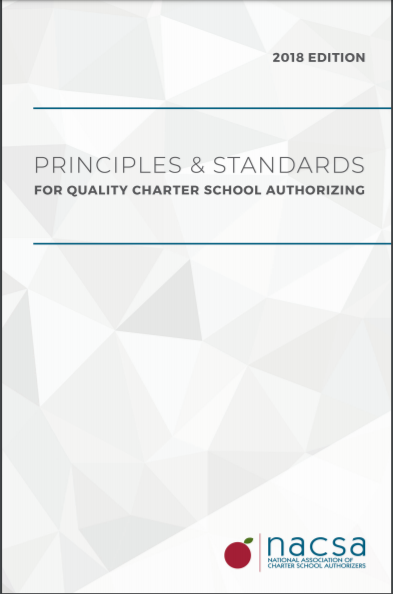 2018 EDITION
PRINCIPLES & STANDARDS
FOR QUALITY CHARTER SCHOOL AUTHORIZING
nacsa
NATIONAL ASSOCIATION OF
CHARTER SCHOOL AUTHORIZERS